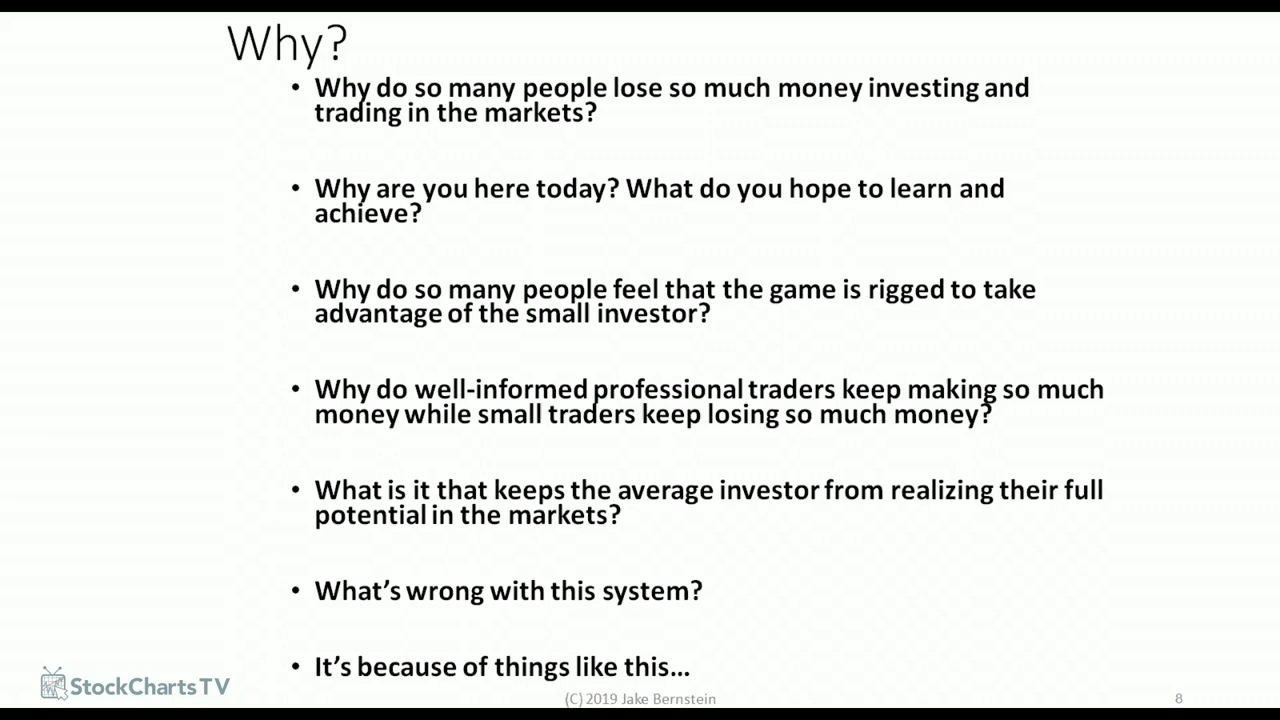 Why?
• Why do so many people lose so much money investing and
trading in the markets?
• Why are you here today? What do you hope to learn and
achieve?
• Why do so many people feel that the game is rigged to take
advantage of the small investor?
• Why do well-informed professional traders keep making so much
money while small traders keep losing so much money?
• What is it that keeps the average investor from realizing their full
potential in the markets?
• What’s wrong with this system?
• It’s because of things like this…
StockCharts TV
(C) 2019 Jake Bernstein
8